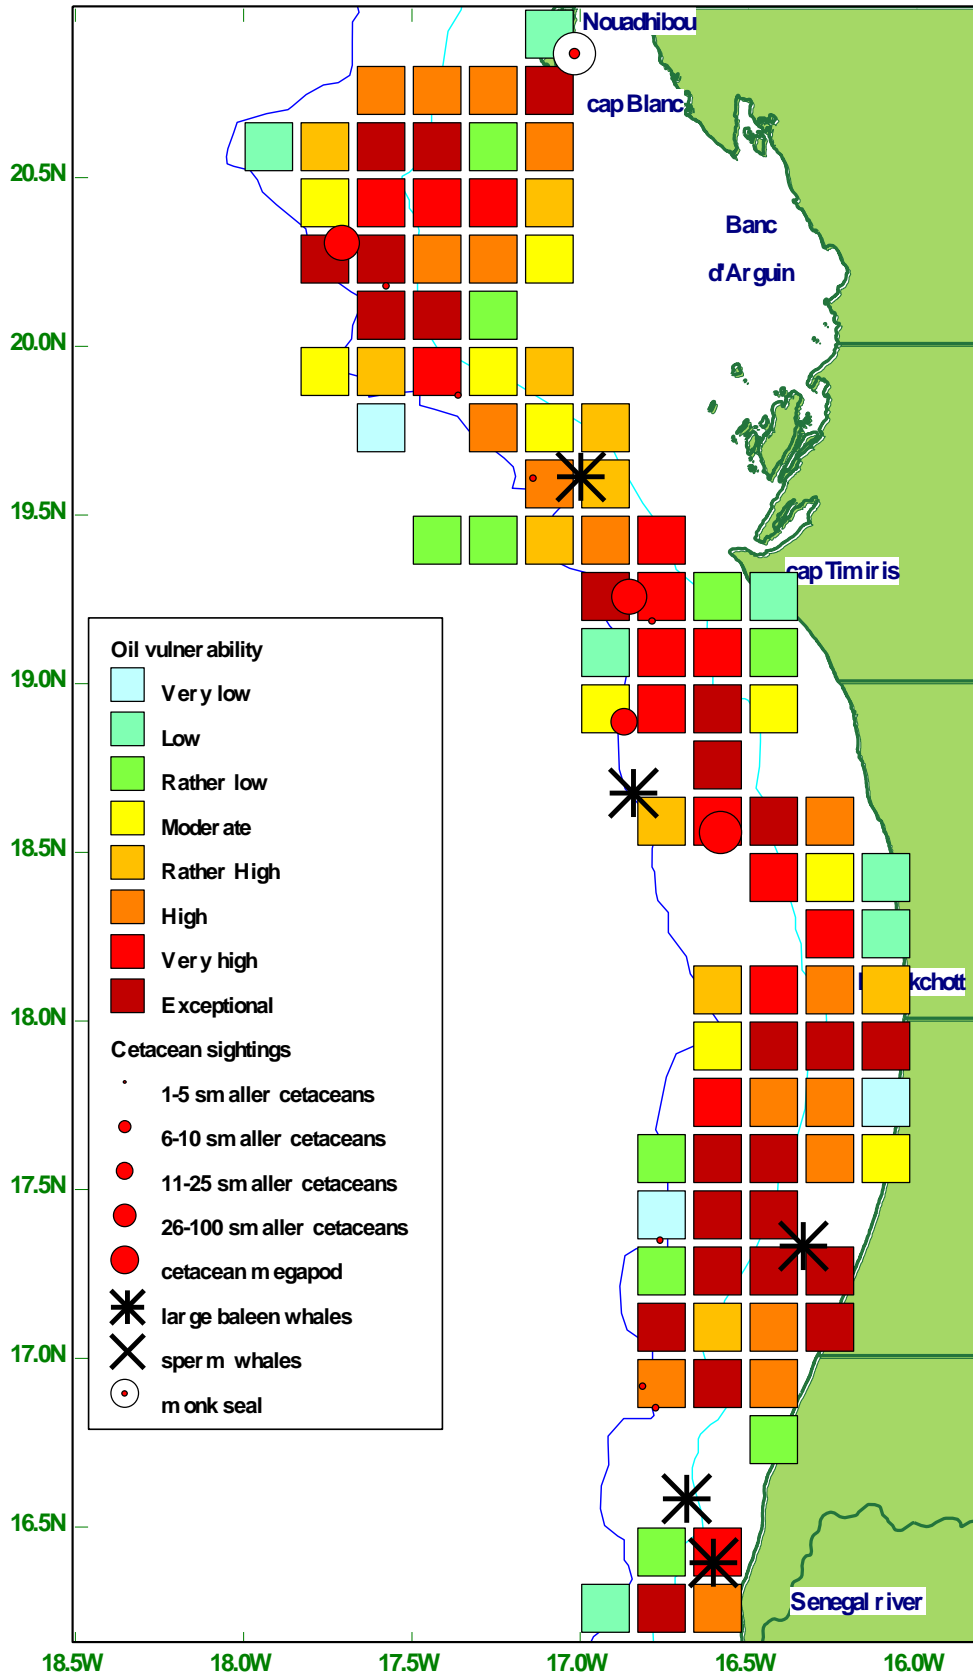 Nouadhibou
cap Blanc
20.5N
Banc
d'Arguin
20.0N
19.5N
cap Timiris
Oil vulnerability
19.0N
Very low
Low
Rather low
Moderate
18.5N
Rather High
High
Very high
kchott
Exceptional
18.0N
Cetacean sightings
1-5 smaller cetaceans
6-10 smaller cetaceans
17.5N
11-25 smaller cetaceans
26-100 smaller cetaceans
cetacean megapod
large baleen whales
17.0N
sperm whales
monk seal
16.5N
Senegal river
18.5W 18.0W 17.5W 17.0W 16.5W 16.0W